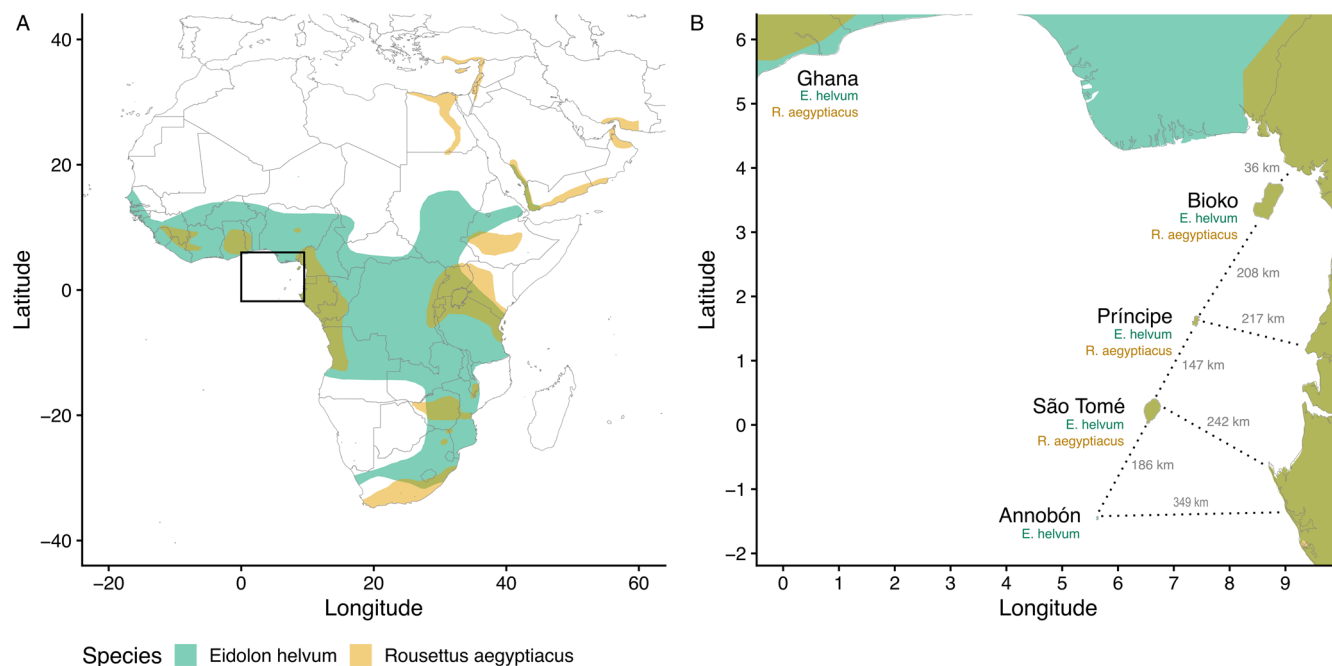 A
40
20
0
−20
−40
Latitude
−20
0
20
40
60
Longitude
Species
Eidolon helvum
Rousettus aegyptiacus
B
6
5
4
3
2
1
0
−1
−2
Latitude
Ghana
E. helvum
R. aegyptiacus
36 km
Bioko
E. helvum
R. aegyptiacus
208 km
Príncipe
E. helvum
R. aegyptiacus
217 km
147 km
São Tomé
E. helvum
R. aegyptiacus
242 km
186 km
Annobón
E. helvum
349 km
0
1
2
3
4
5
6
7
8
9
Longitude